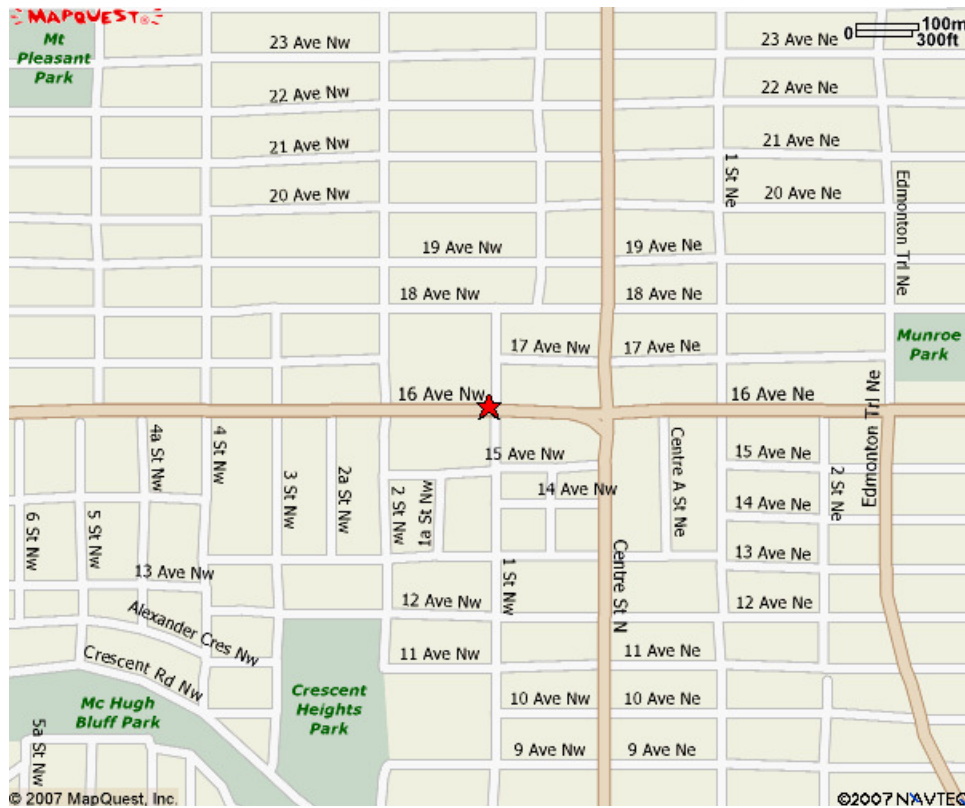 MAPQUEST®
Mt
Pleasant
Park
23 Ave Nw
23 Ave Ne
0
100m
300ft
22 Ave Nw
22 Ave Ne
21 Ave Nw
21 Ave Ne
1 St Ne
20 Ave Nw
20 Ave Ne
Edmonton Trl Ne
19 Ave Nw
19 Ave Ne
18 Ave Nw
18 Ave Ne
17 Ave Nw
17 Ave Ne
Munroe
Park
16 Ave Nw
16 Ave Ne
Edmonton Trl Ne
4a St Nw
4 St Nw
3 St Nw
2a St Nw
2 St Nw
1a St Nw
15 Ave Nw
Centre A St Ne
15 Ave Ne
2 St Ne
14 Ave Nw
14 Ave Ne
6 St Nw
5 St Nw
13 Ave Nw
1 St Nw
Centre St N
13 Ave Ne
12 Ave Nw
12 Ave Ne
Alexander Cres Nw
11 Ave Nw
11 Ave Ne
Crescent Rd Nw
Mc Hugh
Bluff Park
Crescent
Heights
Park
10 Ave Nw
10 Ave Ne
5a St Nw
9 Ave Nw
9 Ave Ne
© 2007 MapQuest, Inc.
©2007 NAVTEQ